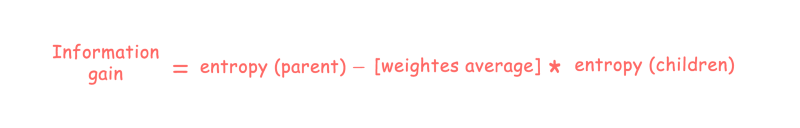 Information
gain = entropy (parent) – [weightes average] * entropy (children)